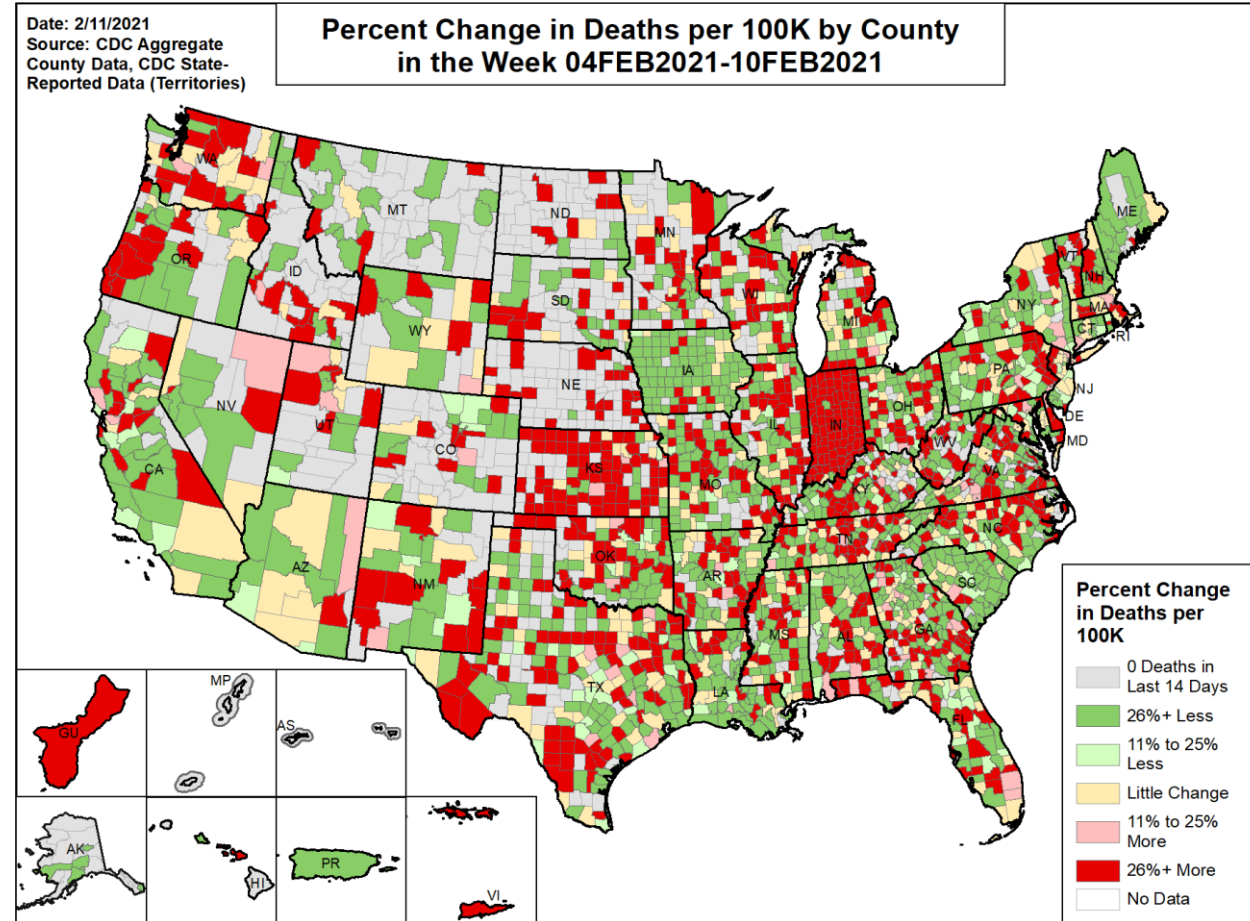 Date: 2/11/2021
Source: CDC Aggregate
County Data, CDC State-
Reported Data (Territories)
Percent Change in Deaths per 100K by County
in the Week 04FEB2021-10FEB2021
WA
MT
ND
MN
ME
OR
ID
SD
WI
VT
NH
WY
MI
NY
MA
CT
RI
NE
IA
PA
NJ
NV
UT
CO
IL
IN
OH
DE
MD
CA
KS
MO
WV
VA
KY
AZ
NM
OK
AR
TN
NC
SC
TX
LA
MS
AL
GA
FL
GU
MP
AS
AK
HI
PR
VI
Percent Change
in Deaths per
100K
0 Deaths in
Last 14 Days
26%+ Less
11% to 25%
Less
Little Change
11% to 25%
More
26%+ More
No Data